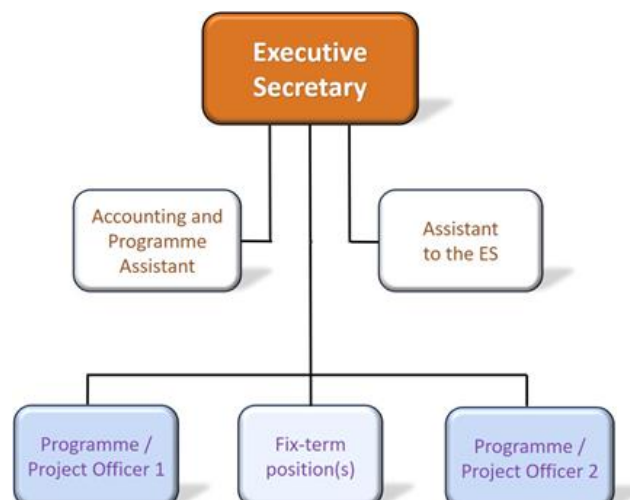 Executive
Secretary
Accounting and
Programme
Assistant
Assistant
to the ES
Programme /
Project Officer 1
Fix-term
position(s)
Programme /
Project Officer 2